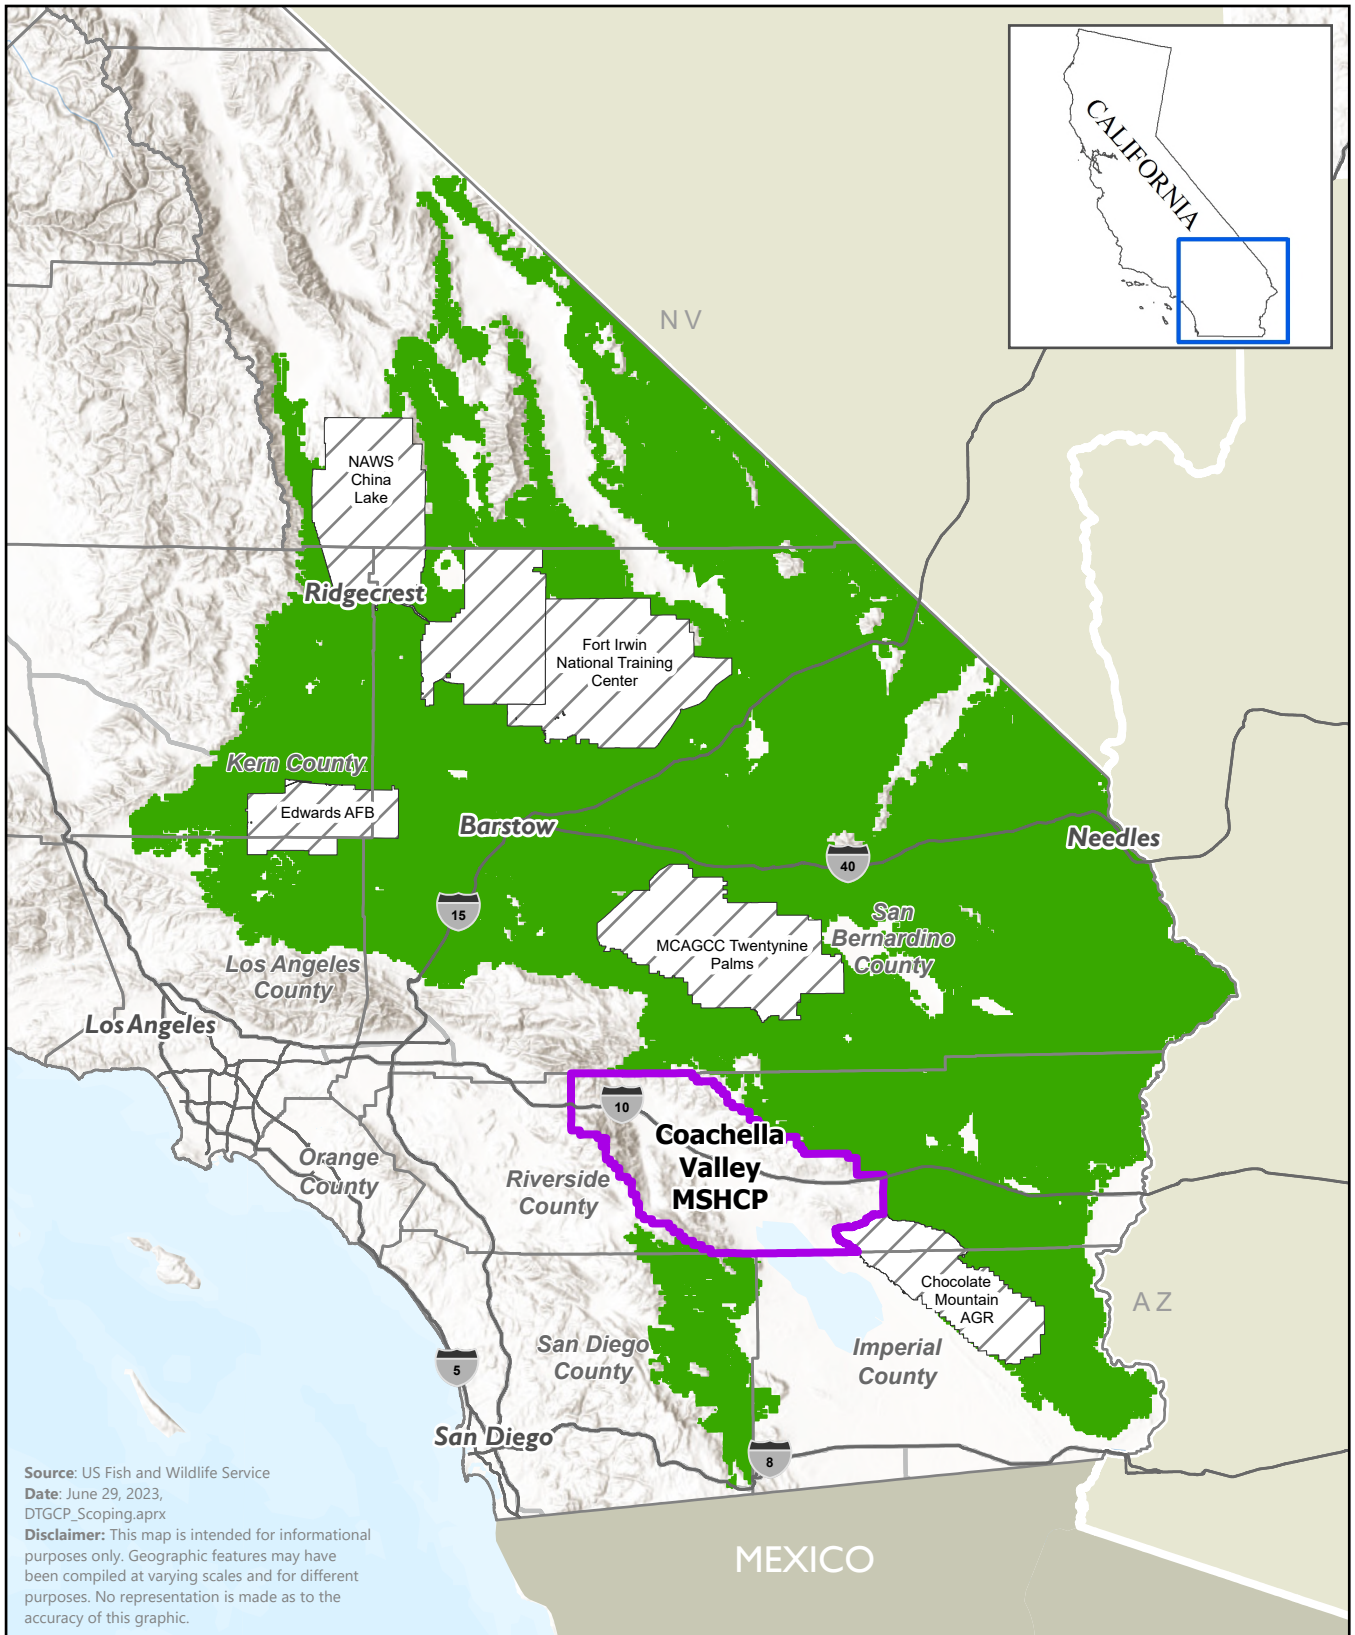 CALIFORNIA
NV
NAWS
China
Lake
Ridgecrest
Fort Irwin
National Training
Center
Kern County
Edwards AFB
Barstow
Needles
40
15
San
Bernardino
County
MCAGCC Twentynine
Palms
Los Angeles
County
Los Angeles
10
Coachella
Valley
MSHCP
Orange
County
Riverside
County
Chocolate
Mountain
AGR
AZ
San Diego
County
Imperial
County
5
San Diego
8
Source: US Fish and Wildlife Service
Date: June 29, 2023,
DTGCP_Scoping.aprx
Disclaimer: This map is intended for informational
purposes only. Geographic features may have
been compiled at varying scales and for different
purposes. No representation is made as to the
accuracy of this graphic.
MEXICO